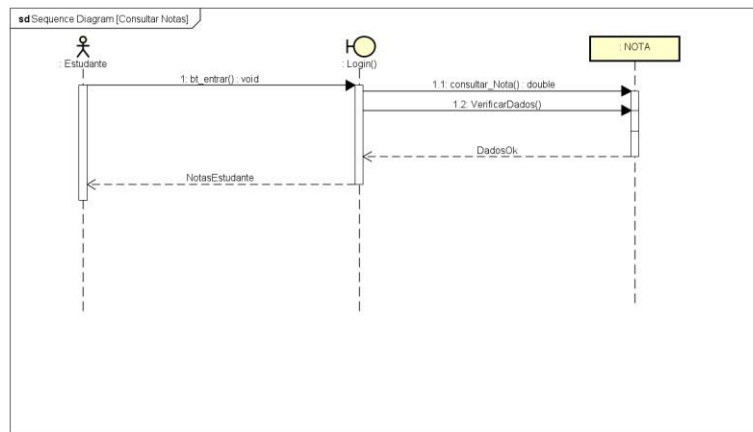 sd Sequence Diagram [Consultar Notas]
: Estudante
: Login()
: NOTA
1: bt_entrar() : void
1.1: consultar_Nota() : double
1.2: VerificarDados()
DadosOk
NotasEstudante